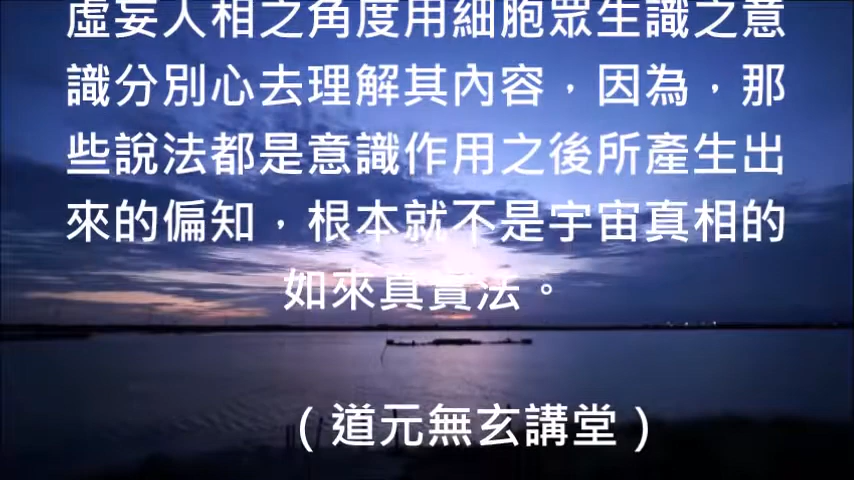 虛妄人相之角度用細胞眾生識之意
識分別心去理解其內容，因為，那
些說法都是意識作用之後所產生出
來的偏知，根本就不是宇宙真相的
如來真實法。
（道元無玄講堂）